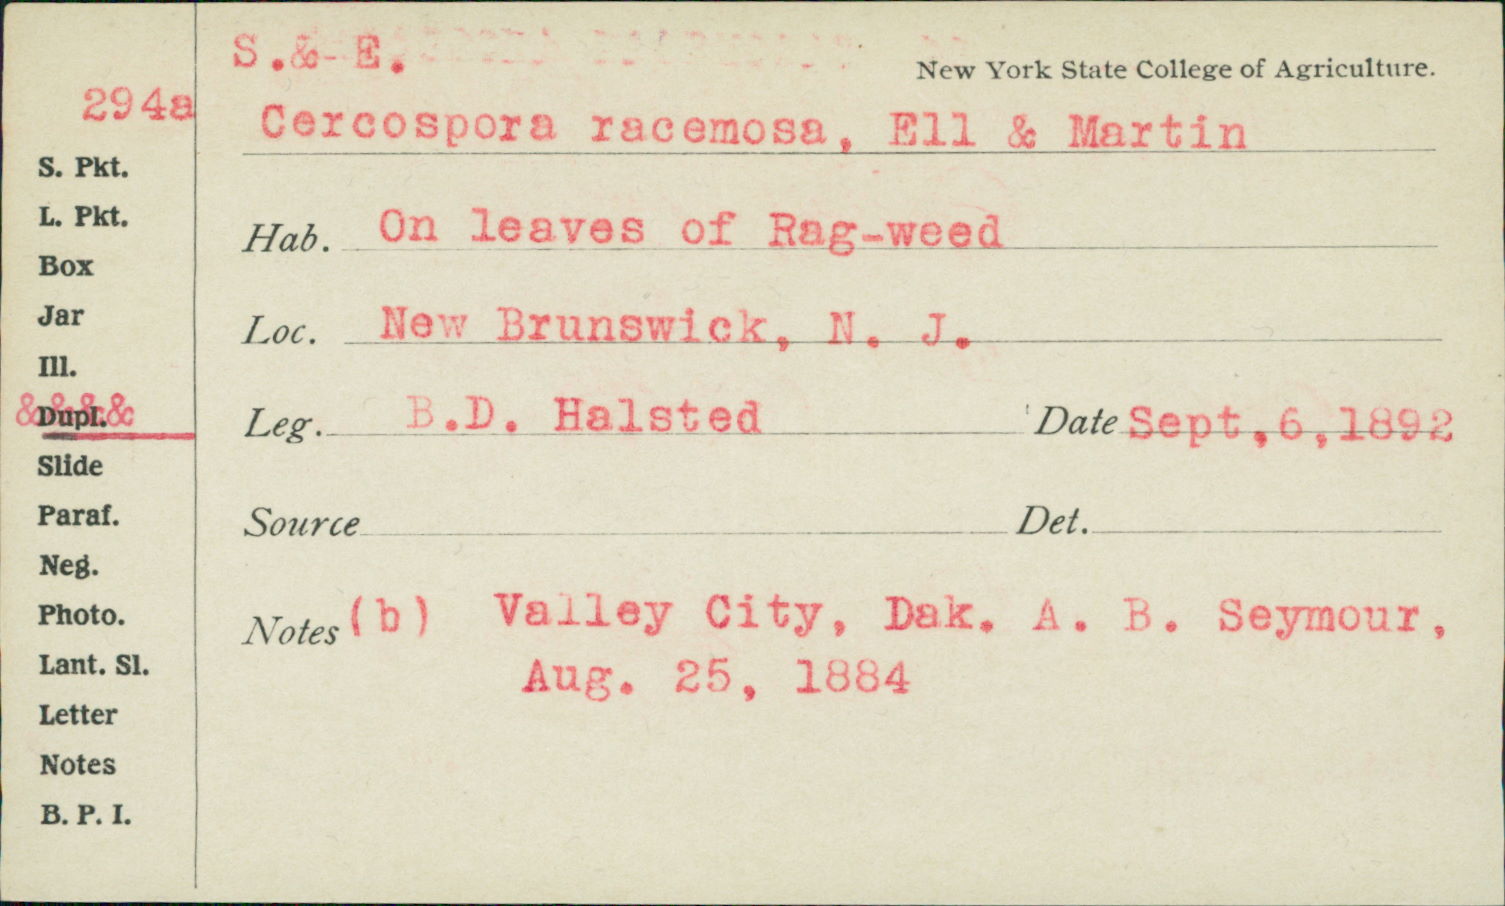 S.& E.
New York State College of Agriculture.
294a
Cercospora racemosa, Ell & Martin
S. Pkt.
L. Pkt.
Hab. On leaves of Rag-weed
Box
Jar
Loc. New Brunswick, N. J.
Ill.
&&&&
Dupl.
Leg. B.D. Halsted Date Sept,6,1892
Slide
Paraf.
Source Det.
Neg.
Photo.
Notes (b) Valley City, Dak. A. B. Seymour,
Lant. Sl.
Aug. 25, 1884
Letter
Notes
B. P. I.